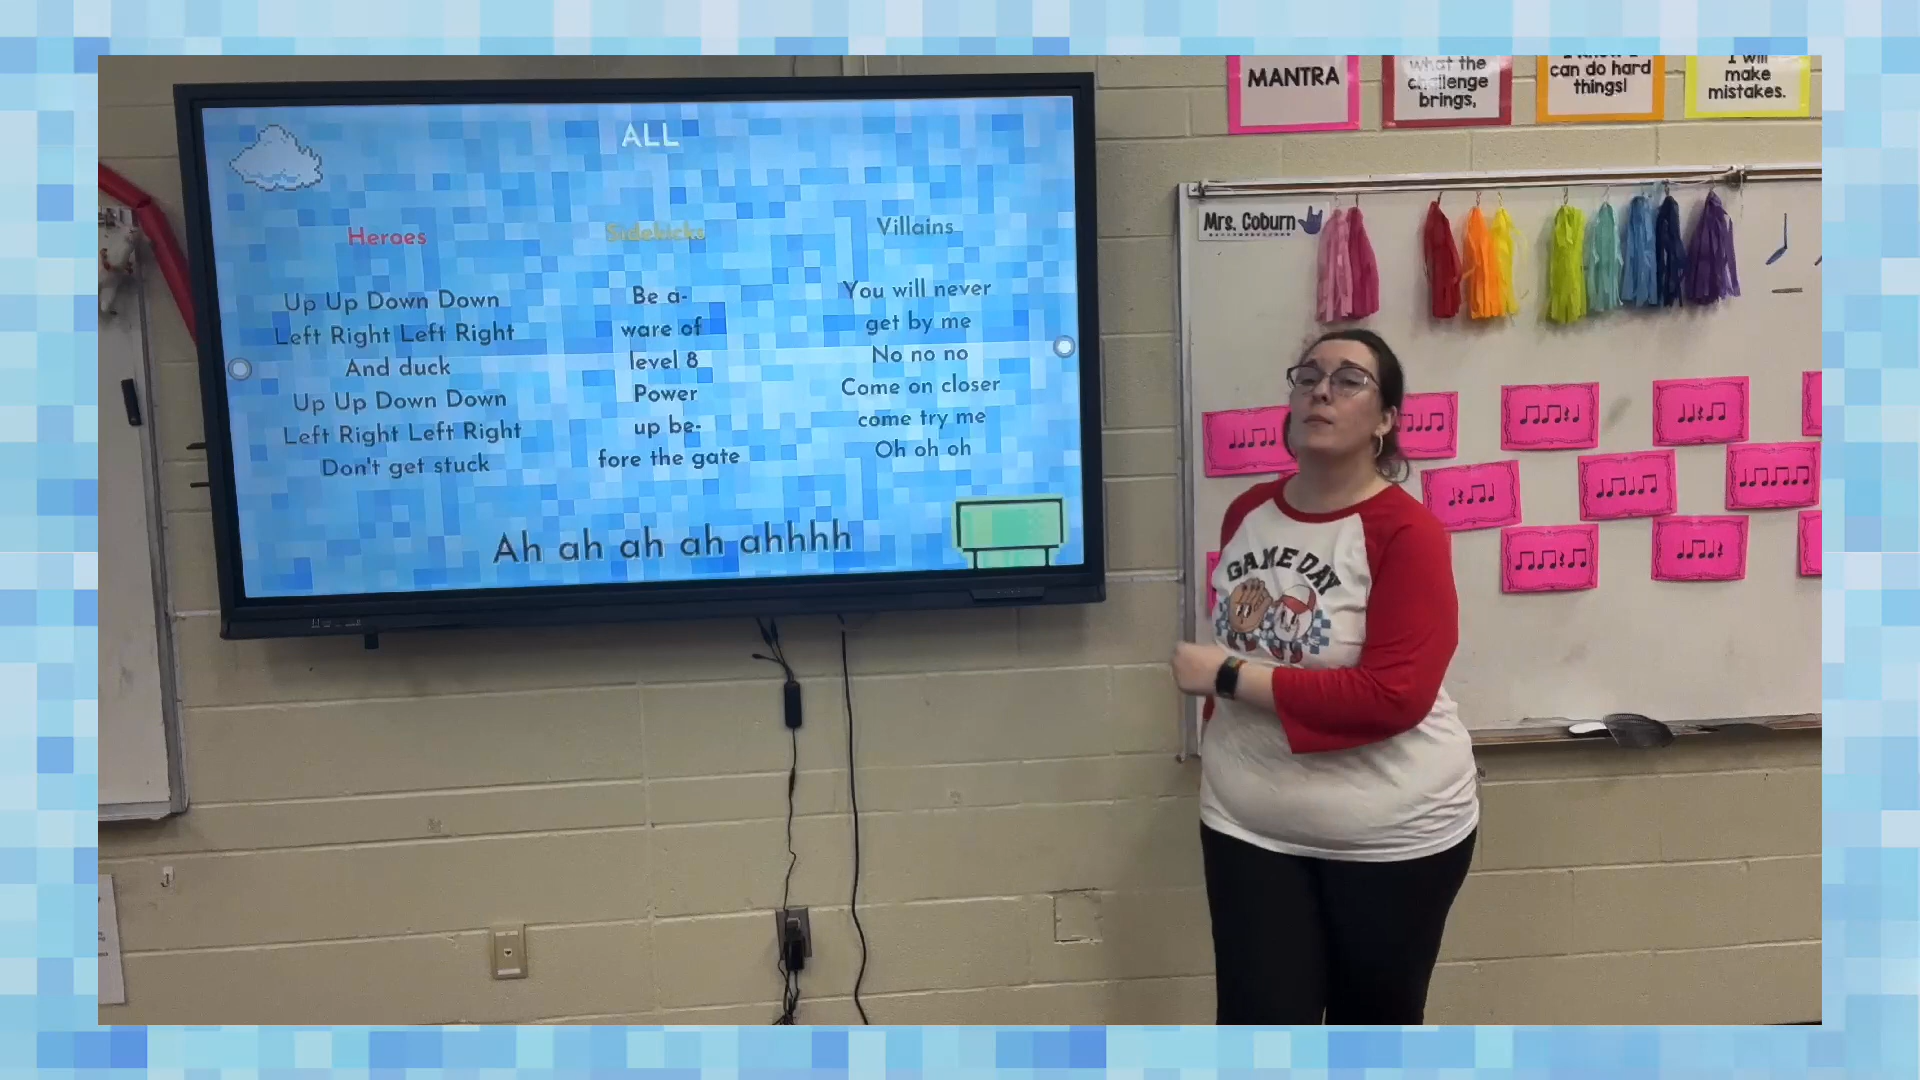 ALL
Heroes
Up Up Down Down
Left Right Left Right
And duck
Up Up Down Down
Left Right Left Right
Don't get stuck
Sidekicks
Be a-
ware of
level 8
Power
up be-
fore the gate
Villains
You will never
get by me
No no no
Come on closer
come try me
Oh oh oh
Ah ah ah ah ahhhh
MANTRA
what the
challenge
brings,
can do hard
things!
I will
make
mistakes.
Mrs. Coburn
GAME DAY